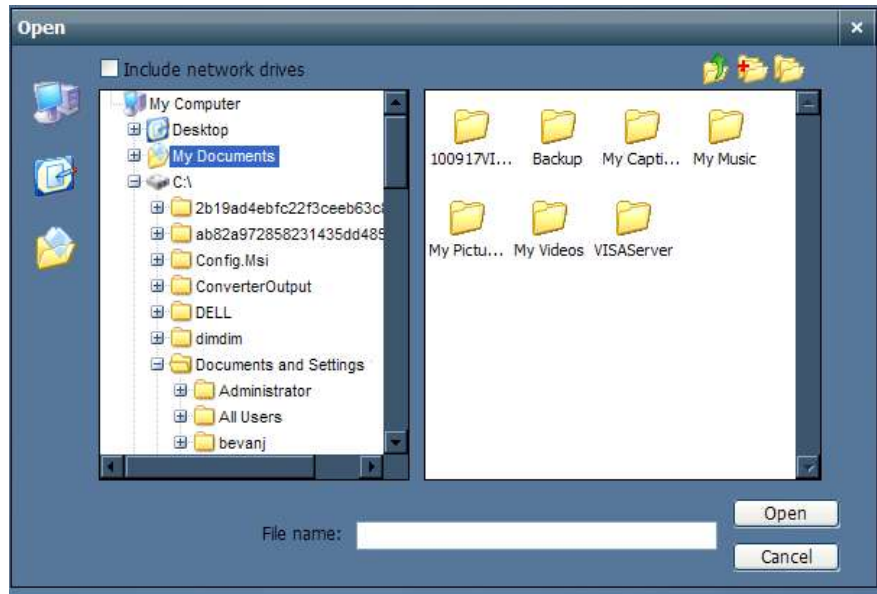 Open
Include network drives
My Computer
Desktop
My Documents
C:\
2b19ad4ebfc22f3ceeb63c
ab82a972858231435dd485
Config.Msi
ConverterOutput
DELL
dimdim
Documents and Settings
Administrator
All Users
bevanj
100917VI... Backup My Capti... My Music
My Pictu... My Videos VISAServer
File name:
Open
Cancel